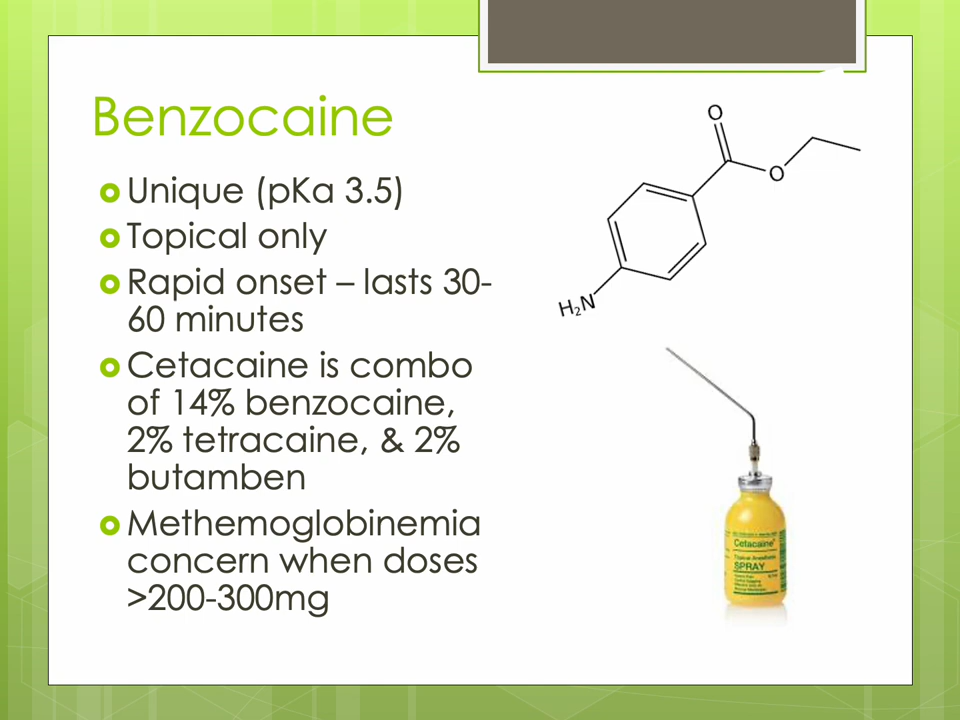 Benzocaine
Unique (pKa 3.5)
Topical only
Rapid onset – lasts 30-
60 minutes
Cetacaine is combo
of 14% benzocaine,
2% tetracaine, & 2%
butamben
Methemoglobinemia
concern when doses
>200-300mg
O
O
H₂N
Cetacaine
Topical Anesthetic
SPRAY